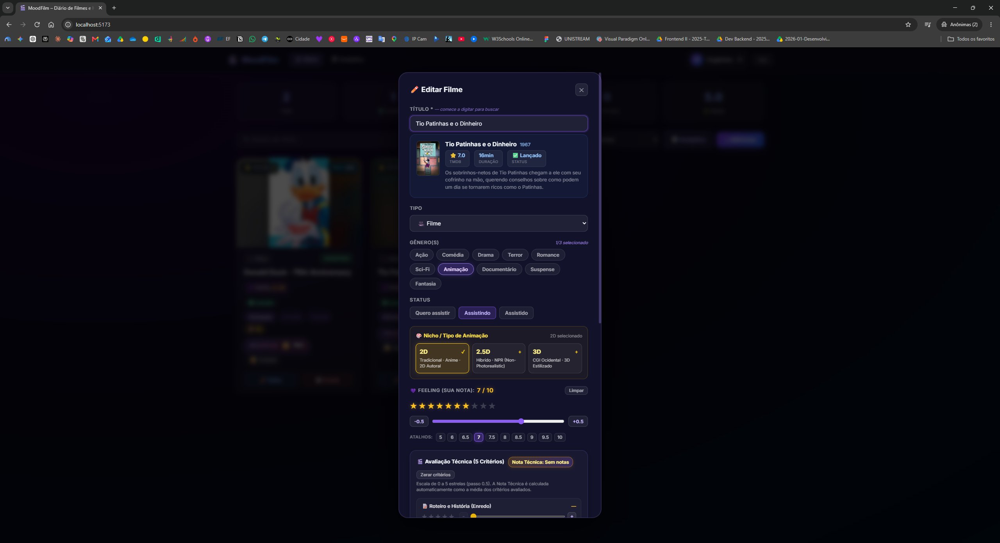 MoodFilm – Diário de Filmes e
localhost:5173
Anônimas (2)
EF
Cidade
IP Cam
W3Schools Online...
UNISTREAM
Visual Paradigm Onl...
Frontend II - 2025-T...
Dev Backend - 2025...
2026-01-Desenvolvi...
Todos os favoritos
Editar Filme
TÍTULO * — comece a digitar para buscar
Tio Patinhas e o Dinheiro
Tio Patinhas e o Dinheiro 1967
7.0
TMDB
16min
DURAÇÃO
Lançado
STATUS
Os sobrinhos-netos de Tio Patinhas chegam a ele com seu
cofrinho na mão, querendo conselhos sobre como podem
um dia se tornarem ricos como o Patinhas.
TIPO
Filme
GÊNERO(S) 1/3 selecionado
Ação Comédia Drama Terror Romance
Sci-Fi Animação Documentário Suspense
Fantasia
STATUS
Quero assistir Assistindo Assistido
Nicho / Tipo de Animação 2D selecionado
2D ✓
Tradicional · Anime ·
2D Autoral
2.5D +
Híbrido · NPR (Non-
Photorealistic)
3D +
CGI Ocidental · 3D
Estilizado
FEELING (SUA NOTA): 7 / 10 Limpar
-0.5 +0.5
ATALHOS: 5 6 6.5 7 7.5 8 8.5 9 9.5 10
Avaliação Técnica (5 Critérios) Nota Técnica: Sem notas
Zerar critérios
Escala de 0 a 5 estrelas (passo 0.5). A Nota Técnica é calculada
automaticamente como a média dos critérios avaliados.
Roteiro e História (Enredo) —
- +